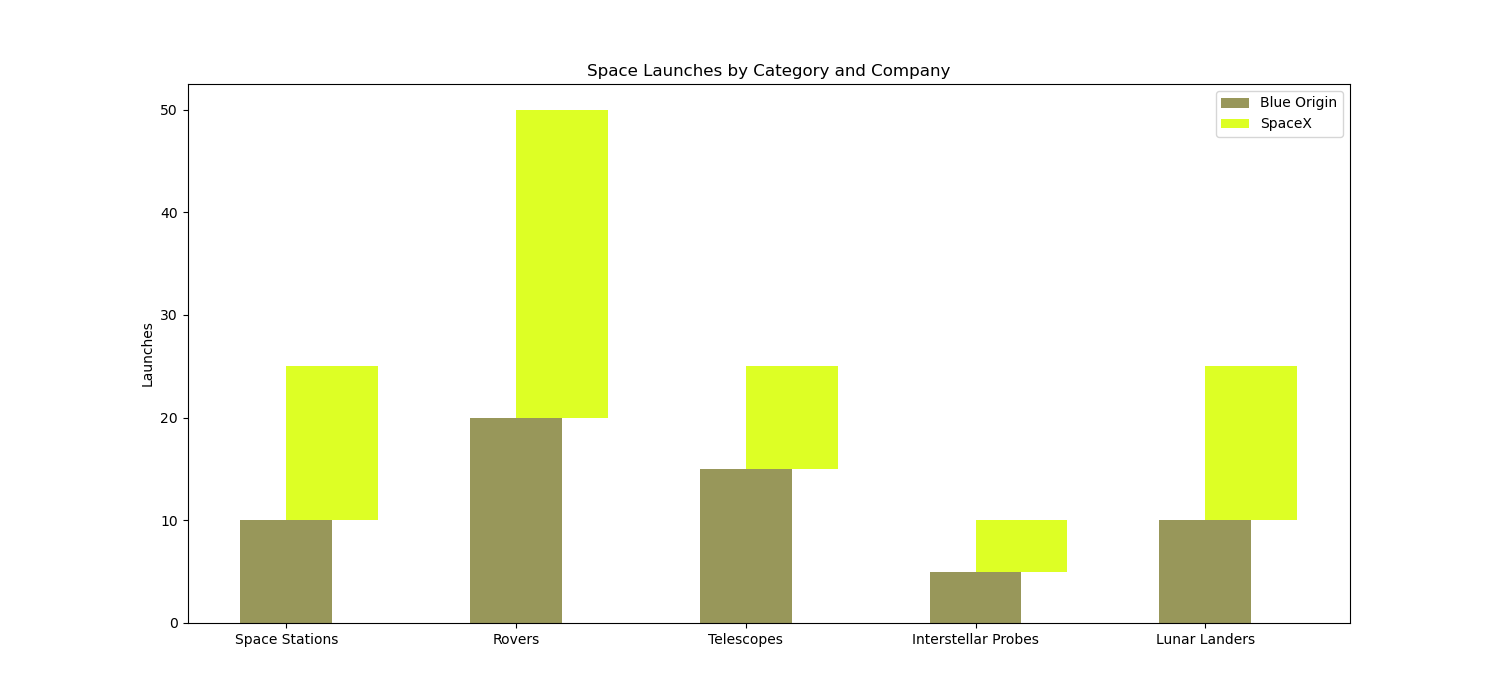 Space Launches by Category and Company
Blue Origin
SpaceX
Launches
50
40
30
20
10
0
Space Stations
Rovers
Telescopes
Interstellar Probes
Lunar Landers